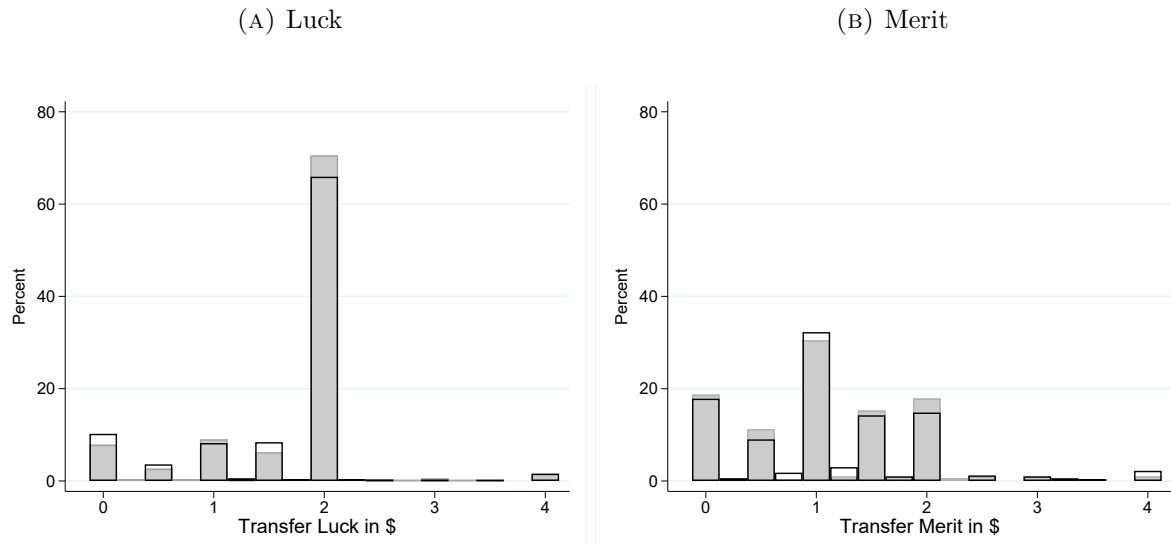 (A) Luck
80
60
40
20
0
Percent
0 1 2 3 4
Transfer Luck in $
(B) Merit
80
60
40
20
0
Percent
0 1 2 3 4
Transfer Merit in $